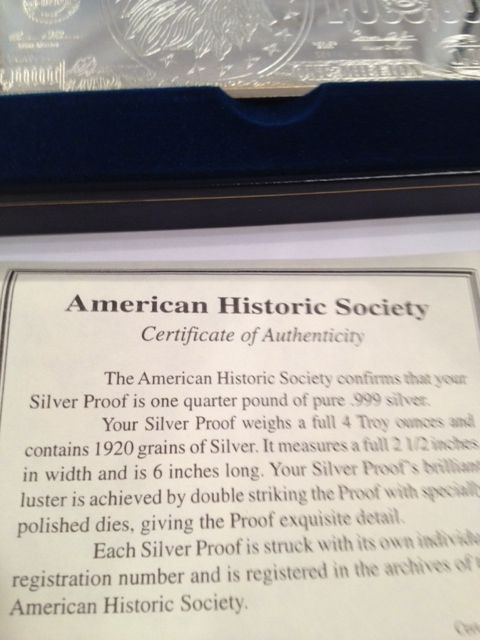 American Historic Society
Certificate of Authenticity
The American Historic Society confirms that your
Silver Proof is one quarter pound of pure .999 silver.
Your Silver Proof weighs a full 4 Troy ounces and
contains 1920 grains of Silver. It measures a full 2 1/2 inches
in width and is 6 inches long. Your Silver Proof's brilliant
luster is achieved by double striking the Proof with specially
polished dies, giving the Proof exquisite detail.
Each Silver Proof is struck with its own
registration number and is registered in the archives of
American Historic Society.